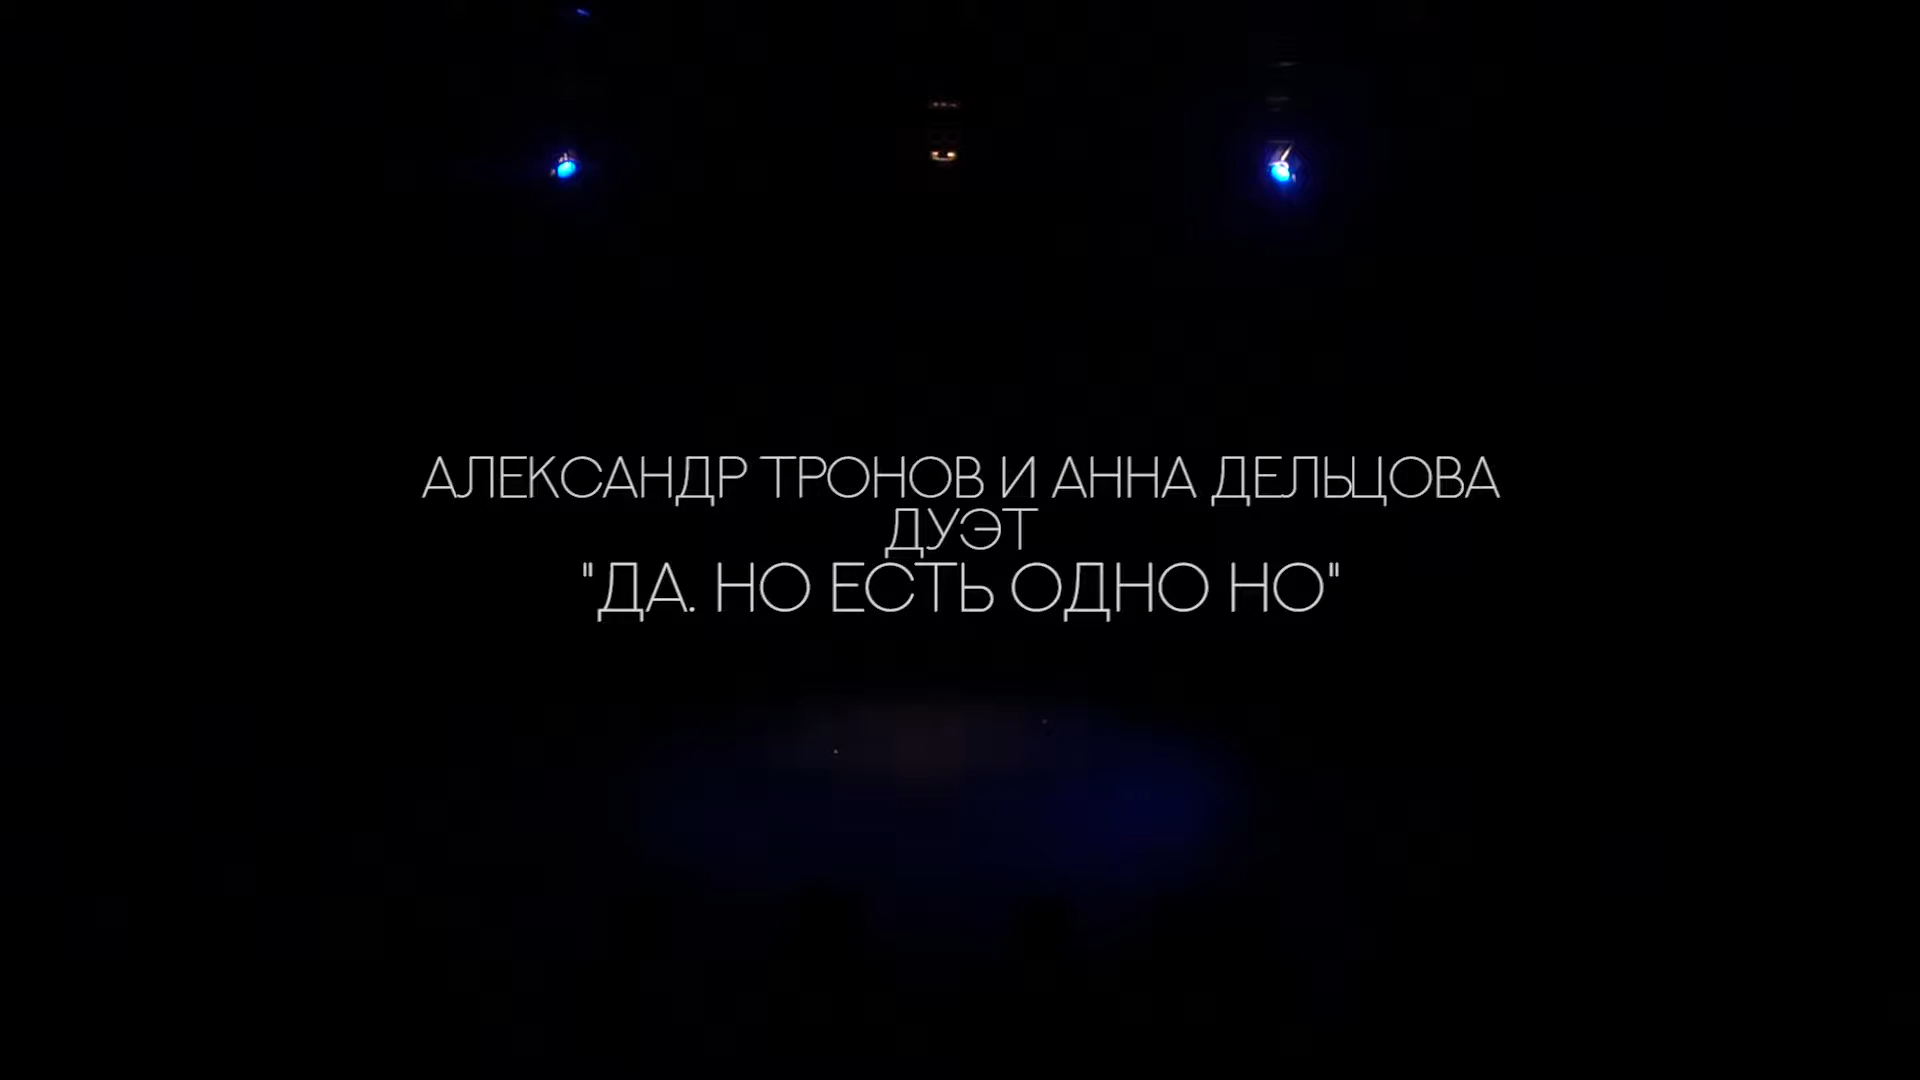 АЛЕКСАНДР ТРОНОВ И АННА ДЕЛЬЦОВА
ДУЭТ
"ДА. НО ЕСТЬ ОДНО НО"